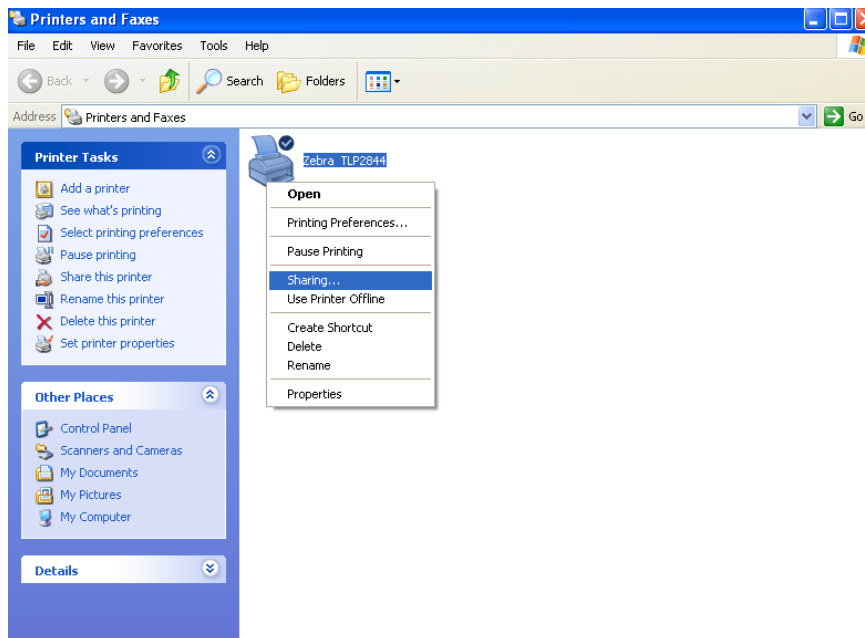 Printers and Faxes
File Edit View Favorites Tools Help
Back Search Folders
Address Printers and Faxes Go
Printer Tasks
Add a printer
See what's printing
Select printing preferences
Pause printing
Share this printer
Rename this printer
Delete this printer
Set printer properties
Other Places
Control Panel
Scanners and Cameras
My Documents
My Pictures
My Computer
Details
Zebra TLP2844
Open
Printing Preferences...
Pause Printing
Sharing...
Use Printer Offline
Create Shortcut
Delete
Rename
Properties